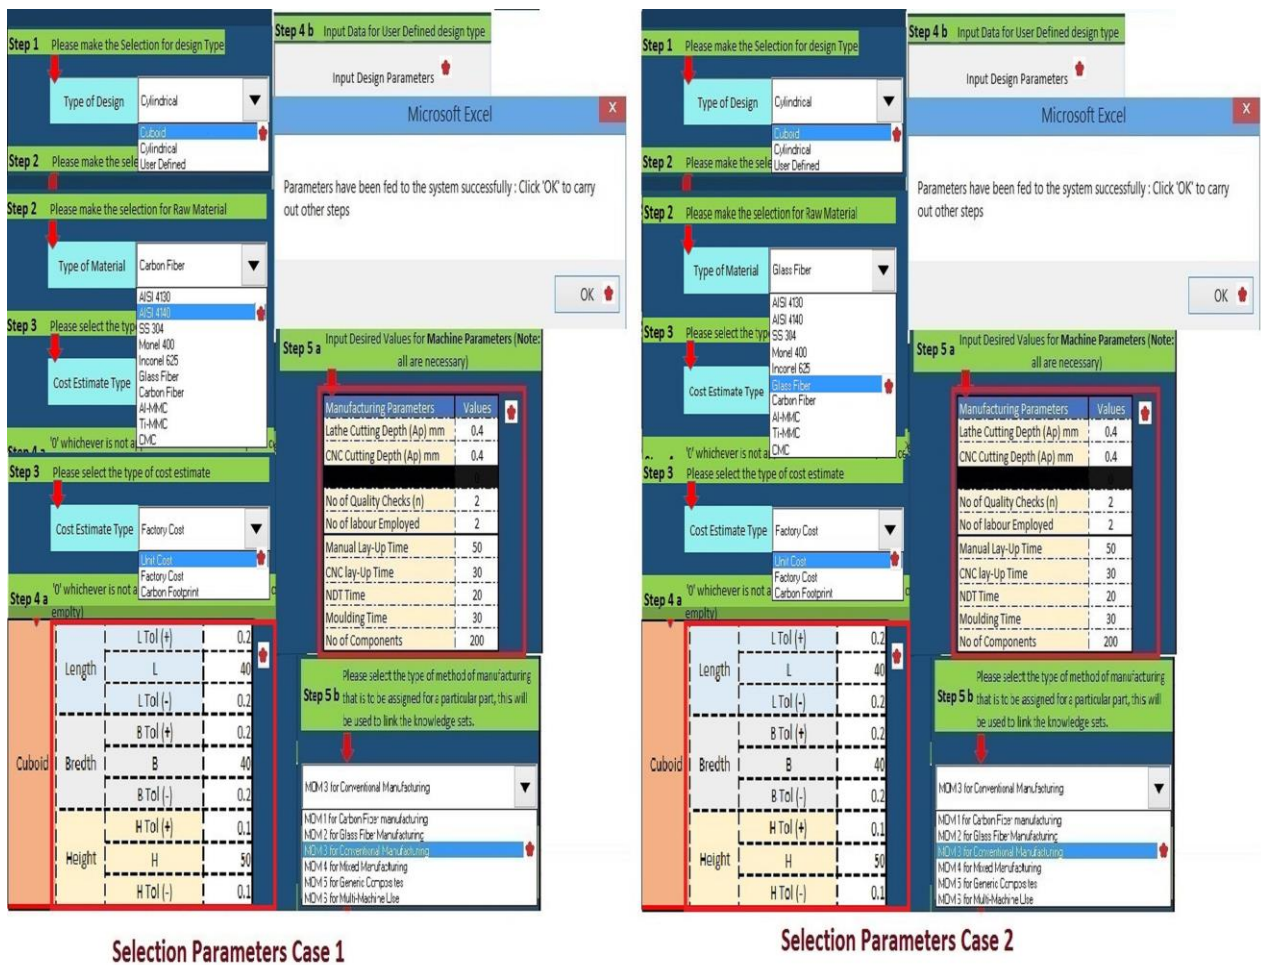 Step 1 Please make the Selection for design Type
Type of Design Cylindrical
Cuboid
Cylindrical
User Defined
Step 2 Please make the sele
Step 2 Please make the selection for Raw Material
Type of Material Carbon Fiber
AISI 4130
AISI 4140
SS 304
Monel 400
Inconel 625
Glass Fiber
Carbon Fiber
Al-MMC
Ti-MMC
CMC
Step 3 Please select the typ
Cost Estimate Type
'0' whichever is not a
Step 3 Please select the type of cost estimate
Cost Estimate Type Factory Cost
Unit Cost
Factory Cost
Carbon Footprint
Step 4 a '0' whichever is not a
emplty)
Cuboid
Length
L Tol (+) 0.2
L 40
L Tol (-) 0.2
Bredth
B Tol (+) 0.2
B 40
B Tol (-) 0.2
Height
H Tol (+) 0.1
H 50
H Tol (-) 0.1
Step 4 b Input Data for User Defined design type
Input Design Parameters
Microsoft Excel
X
Parameters have been fed to the system successfully : Click 'OK' to carry
out other steps
OK
Step 5 a Input Desired Values for Machine Parameters (Note:
all are necessary)
Manufacturing Parameters Values
Lathe Cutting Depth (Ap) mm 0.4
CNC Cutting Depth (Ap) mm 0.4
No of Quality Checks (n) 2
No of labour Employed 2
Manual Lay-Up Time 50
CNC lay-Up Time 30
NDT Time 20
Moulding Time 30
No of Components 200
Please select the type of method of manufacturing
Step 5 b that is to be assigned for a particular part, this will
be used to link the knowledge sets.
MOM 3 for Conventional Manufacturing
MOM 1 for Carbon Fiber manufacturing
MOM 2 for Glass Fiber Manufacturing
MOM 3 for Conventional Manufacturing
MOM 4 for Mixed Manufacturing
for Generic Composites
for Multi-Machine Use
Selection Parameters Case 1
Step 1 Please make the Selection for design Type
Type of Design Cylindrical
Cuboid
Cylindrical
User Defined
Step 2 Please make the sele
Step 2 Please make the selection for Raw Material
Type of Material Glass Fiber
AISI 4130
AISI 4140
SS 304
Monel 400
Inconel 625
Glass Fiber
Carbon Fiber
Al-MMC
Ti-MMC
CMC
Step 3 Please select the typ
Cost Estimate Type
'0' whichever is not a
Step 3 Please select the type of cost estimate
Cost Estimate Type Factory Cost
Unit Cost
Factory Cost
Carbon Footprint
Step 4 a '0' whichever is not a
emplty)
Cuboid
Length
L Tol (+) 0.2
L 40
L Tol (-) 0.2
Bredth
B Tol (+) 0.2
B 40
B Tol (-) 0.2
Height
H Tol (+) 0.1
H 50
H Tol (-) 0.1
Step 4 b Input Data for User Defined design type
Input Design Parameters
Microsoft Excel
X
Parameters have been fed to the system successfully : Click 'OK' to carry
out other steps
OK
Step 5 a Input Desired Values for Machine Parameters (Note:
all are necessary)
Manufacturing Parameters Values
Lathe Cutting Depth (Ap) mm 0.4
CNC Cutting Depth (Ap) mm 0.4
No of Quality Checks (n) 2
No of labour Employed 2
Manual Lay-Up Time 50
CNC lay-Up Time 30
NDT Time 20
Moulding Time 30
No of Components 200
Please select the type of method of manufacturing
Step 5 b that is to be assigned for a particular part, this will
be used to link the knowledge sets.
MOM 3 for Conventional Manufacturing
MOM 1 for Carbon Fiber manufacturing
MOM 2 for Glass Fiber Manufacturing
MOM 3 for Conventional Manufacturing
MOM 4 for Mixed Manufacturing
for Generic Composites
for Multi-Machine Use
Selection Parameters Case 2